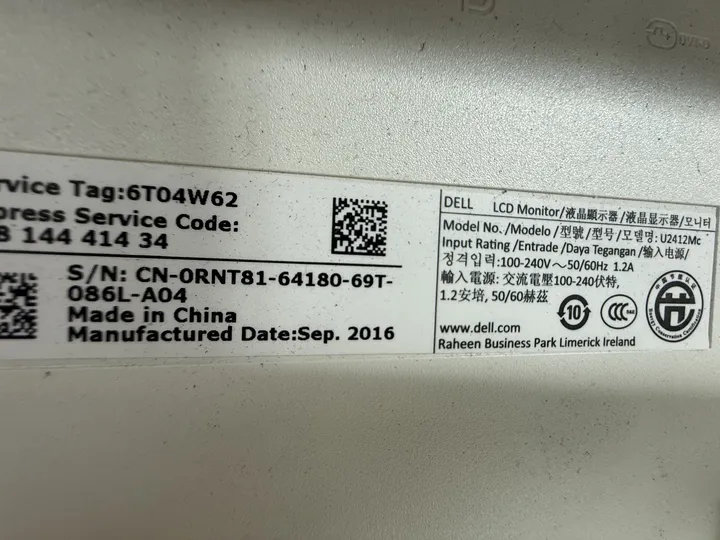 rvice Tag:6T04W62
press Service Code:
8 144 414 34
S/N: CN-0RNT81-64180-69T-
086L-A04
Made in China
Manufactured Date:Sep. 2016
DELL LCD Monitor/液晶顯示器/液晶显示器/모니터
Model No./Modelo/型號/型号/모델명: U2412Mc
Input Rating /Entrade /Daya Tegangan/输入电源/
정격입력:100-240V～50/60Hz 1.2A
輸入電源: 交流電壓100-240伏特,
1.2安培, 50/60赫茲
10
CCC
www.dell.com
Raheen Business Park Limerick Ireland